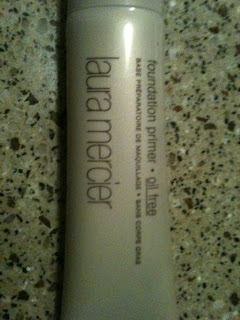 foundation primer • oil free
BASE PRÉPARATOIRE DE MAQUILLAGE • SANS CORPS GRAS
laura mercier